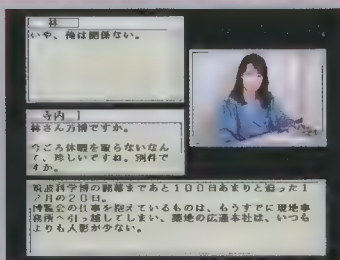 林
いや、俺は関係ない。
寺内
林さん万博ですか。
今ごろ休暇を取らないなん
て、珍しいですね。別件で
すか。
筑波科学博の開幕まであと１００日あまりと迫った１
２月の２０日。
博覧会の仕事を抱えているものは、もうすでに現地事
務所へ引っ越してしまい、築地の広通本社は、いつも
よりも人影が少ない。